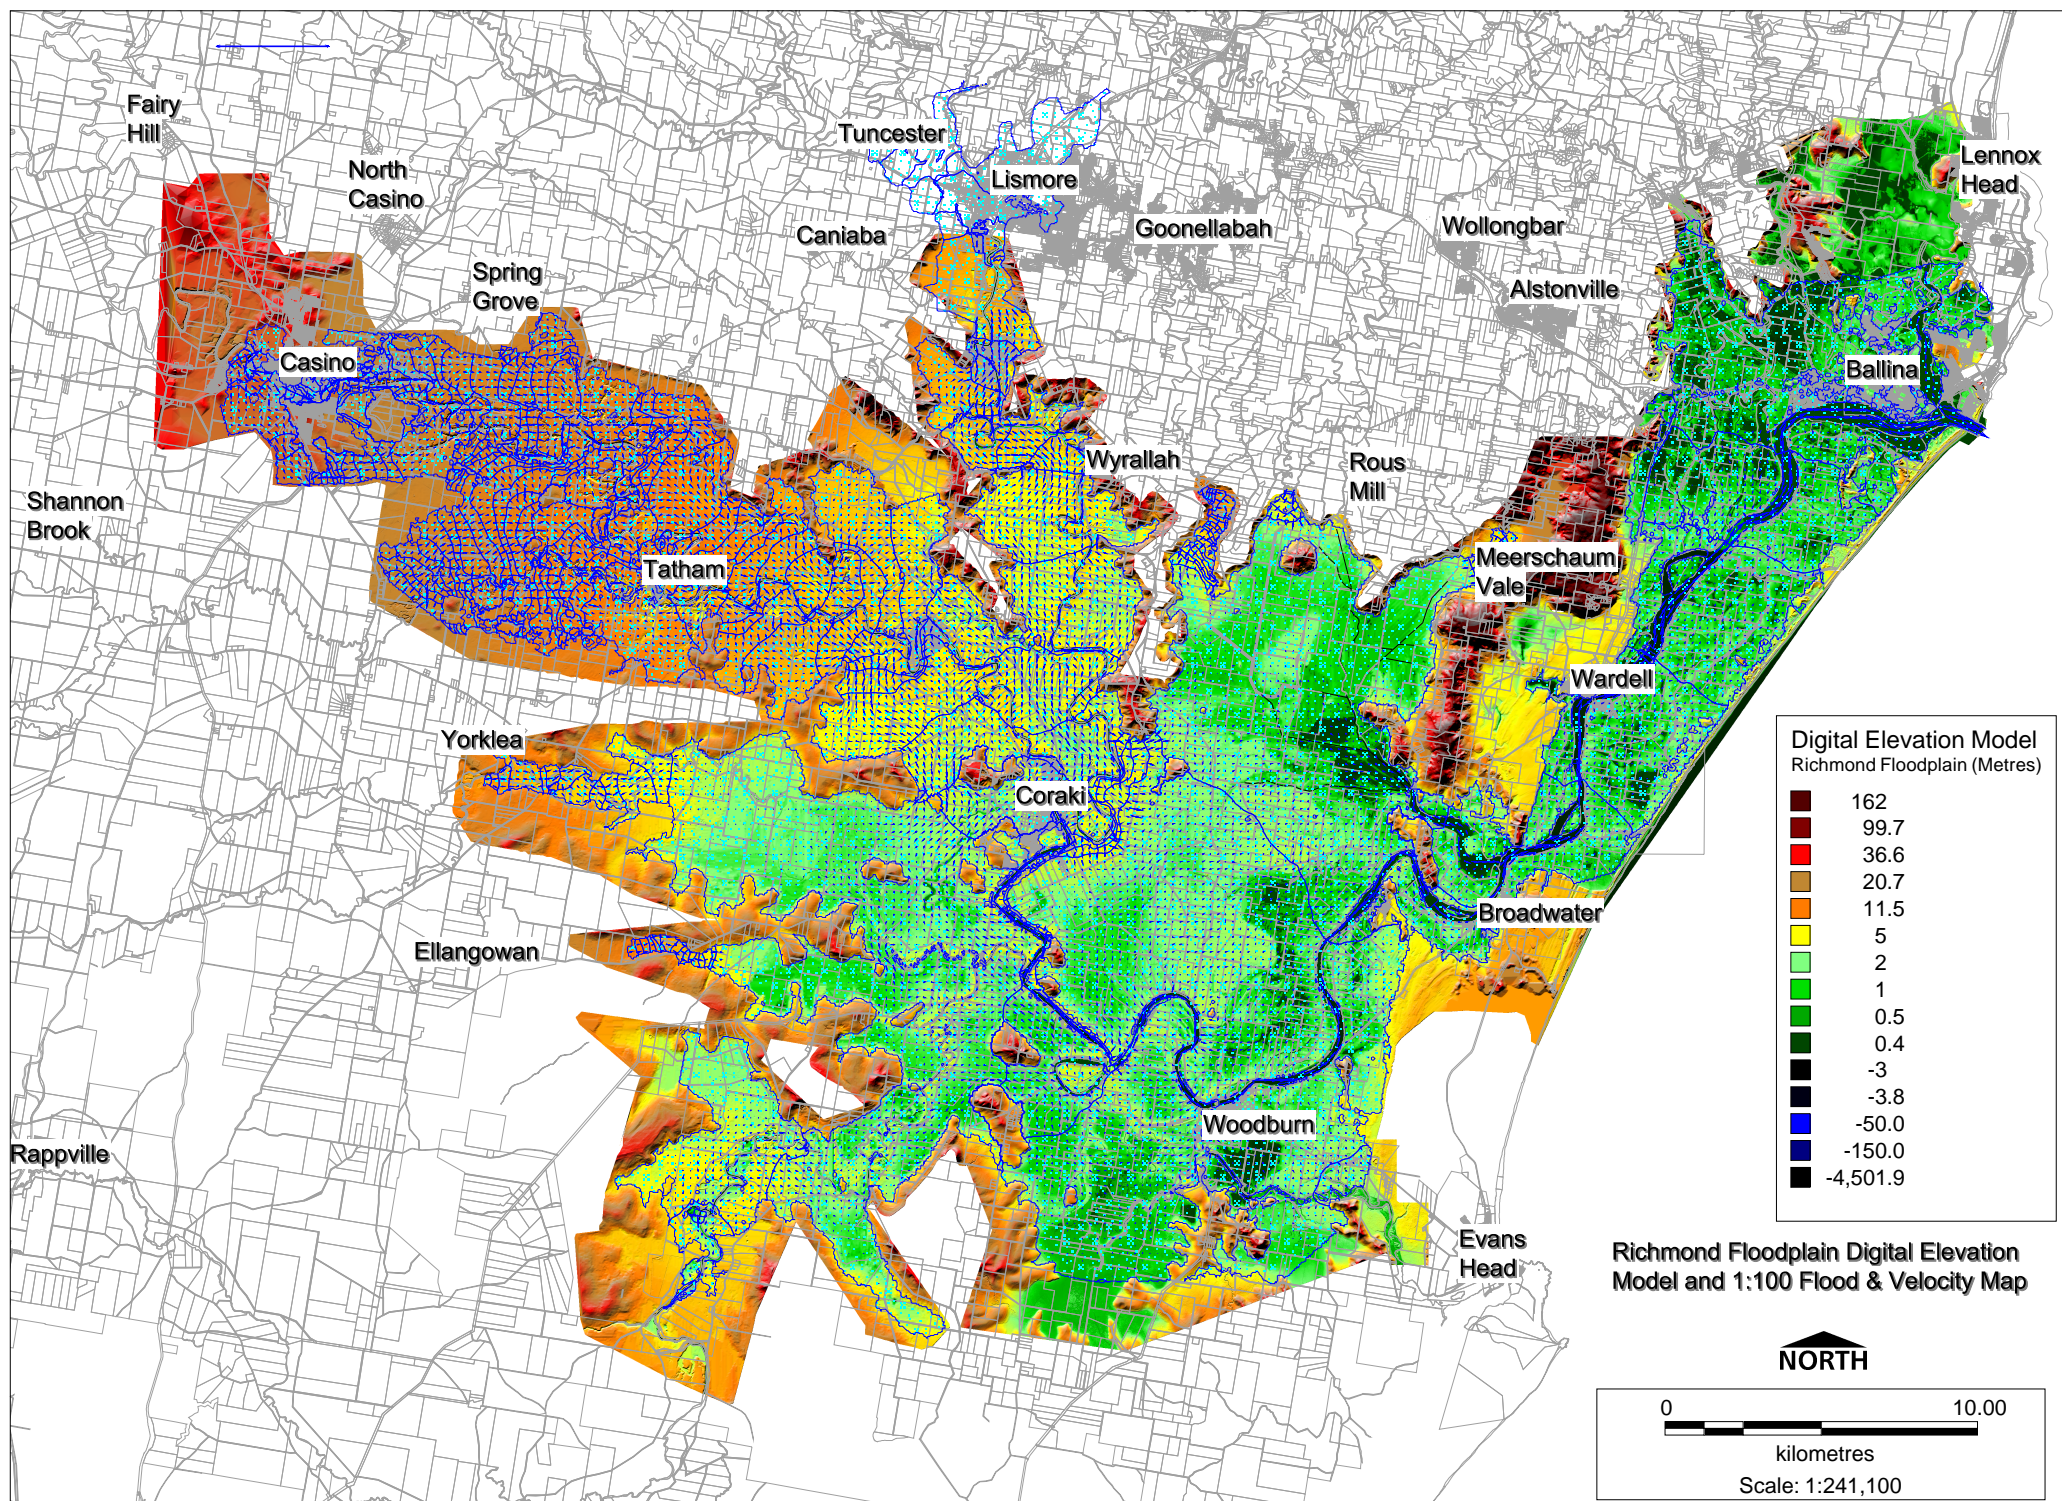 Fairy
Hill
North
Casino
Tuncester
Lismore
Lennox
Head
Caniaba
Goonellabah
Wollongbar
Spring
Grove
Alstonville
Casino
Ballina
Wyrallah
Rous
Mill
Shannon
Brook
Tatham
Meerschaum
Vale
Wardell
Yorklea
Coraki
Broadwater
Ellangowan
Woodburn
Rappville
Evans
Head
Digital Elevation Model
Richmond Floodplain (Metres)
162
99.7
36.6
20.7
11.5
5
2
1
0.5
0.4
-3
-3.8
-50.0
-150.0
-4,501.9
Richmond Floodplain Digital Elevation
Model and 1:100 Flood & Velocity Map
NORTH
0 10.00
kilometres
Scale: 1:241,100